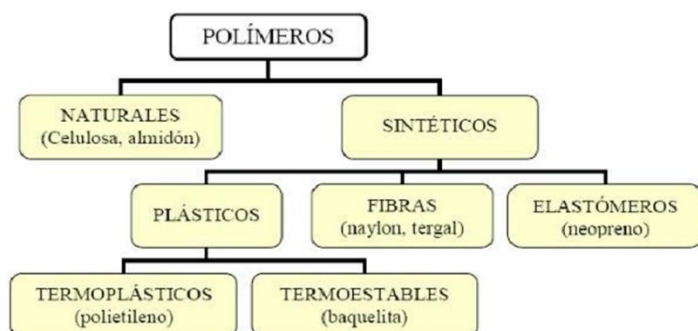 POLÍMEROS
NATURALES
(Celulosa, almidón)
SINTÉTICOS
PLÁSTICOS
FIBRAS
(naylon, tergal)
ELASTÓMEROS
(neopreno)
TERMOPLÁSTICOS
(polietileno)
TERMOESTABLES
(baquelita)